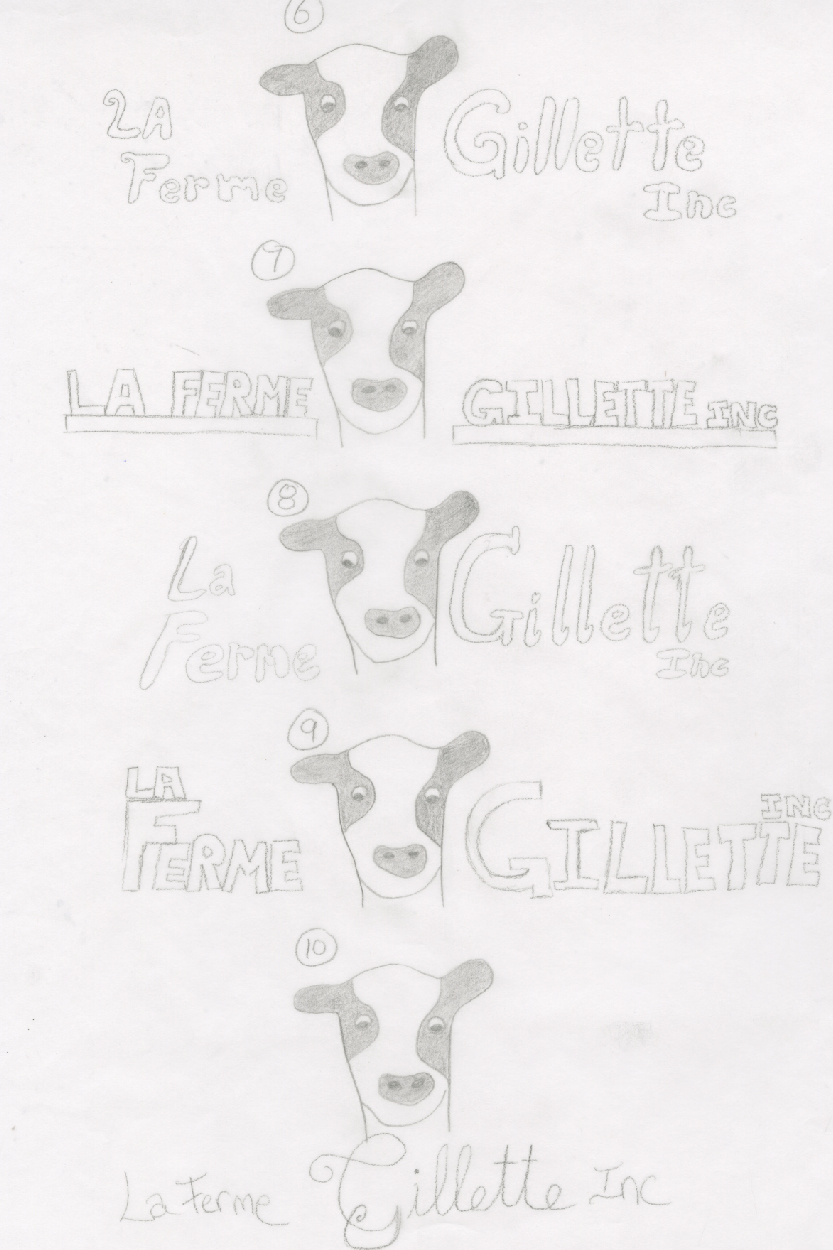 6
LA
Ferme
Gillette
Inc
7
LA FERME
GILLETTE INC
8
La
Ferme
Gillette
Inc
9
LA
FERME
GILLETTE
INC
10
La Ferme Gillette Inc